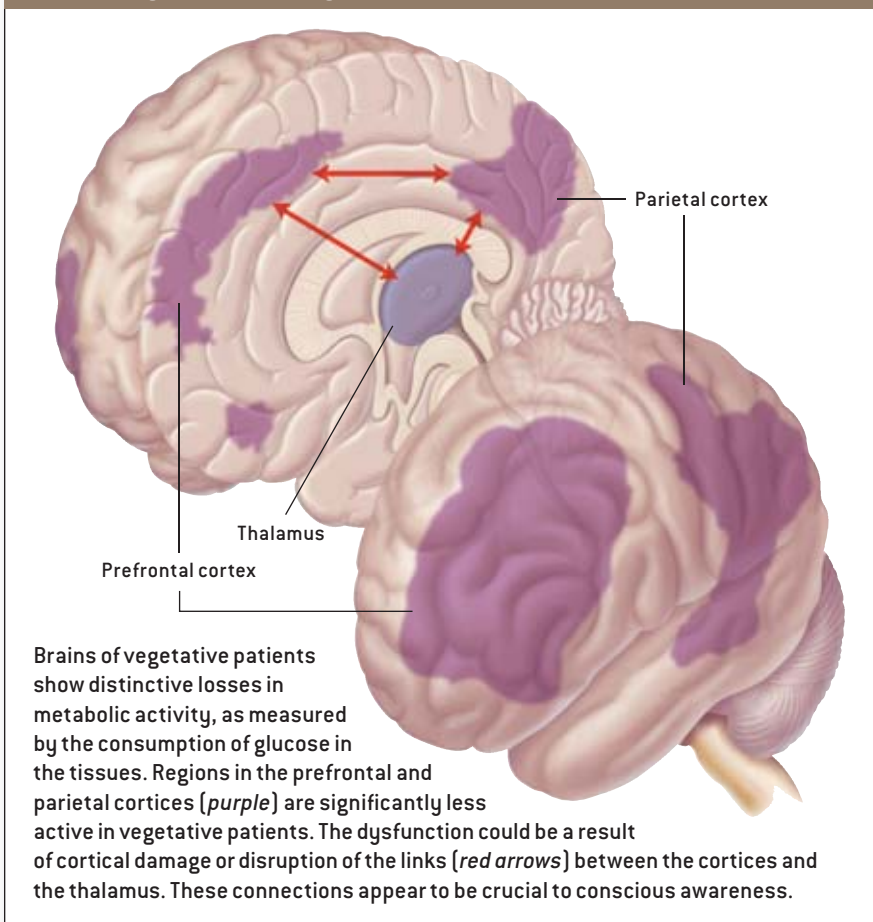 Parietal cortex
Thalamus
Prefrontal cortex
Brains of vegetative patients
show distinctive losses in
metabolic activity, as measured
by the consumption of glucose in
the tissues. Regions in the prefrontal and
parietal cortices (purple) are significantly less
active in vegetative patients. The dysfunction could be a result
of cortical damage or disruption of the links (red arrows) between the cortices and
the thalamus. These connections appear to be crucial to conscious awareness.